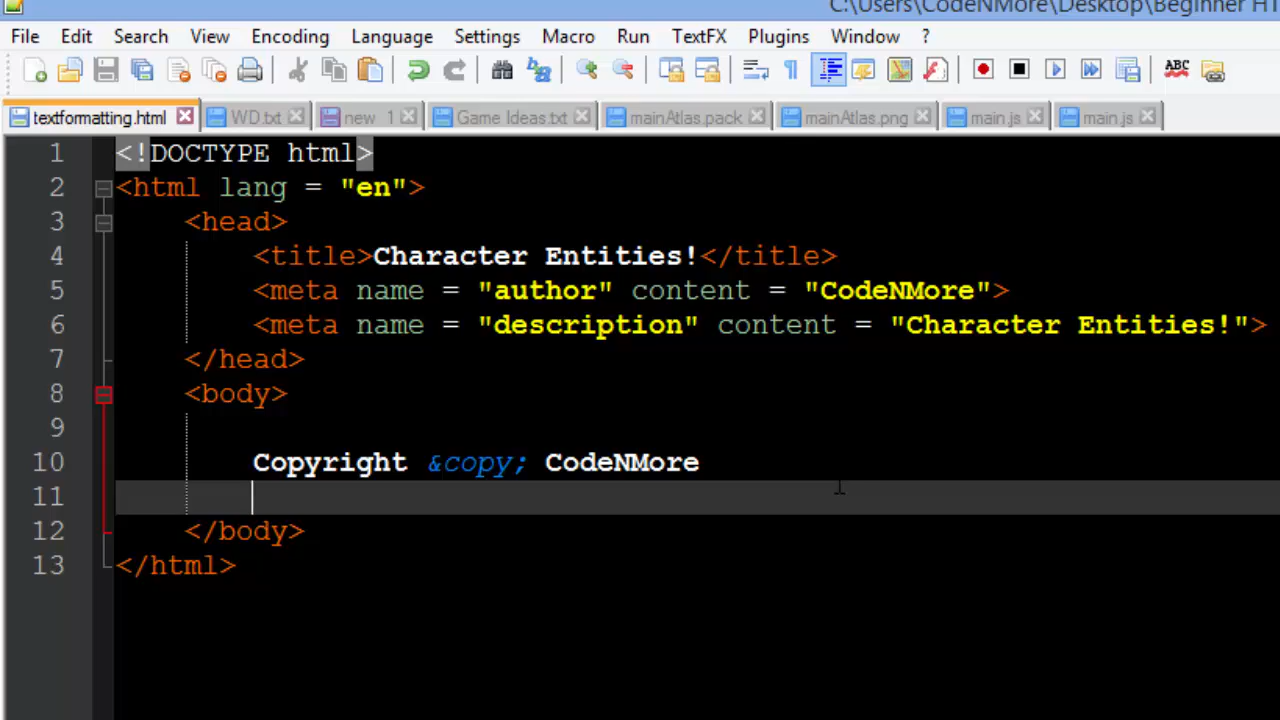 C:\Users\CodeNMore\Desktop\Beginner HT
File Edit Search View Encoding Language Settings Macro Run TextFX Plugins Window ?
ABC
textformatting.html WD.txt new 1 Game Ideas.txt mainAtlas.pack mainAtlas.png main.js main.js
1 <!DOCTYPE html>
2 <html lang = "en">
3 <head>
4 <title>Character Entities!</title>
5 <meta name = "author" content = "CodeNMore">
6 <meta name = "description" content = "Character Entities!">
7 </head>
8 <body>
9
10 Copyright &copy; CodeNMore
11
12 </body>
13 </html>